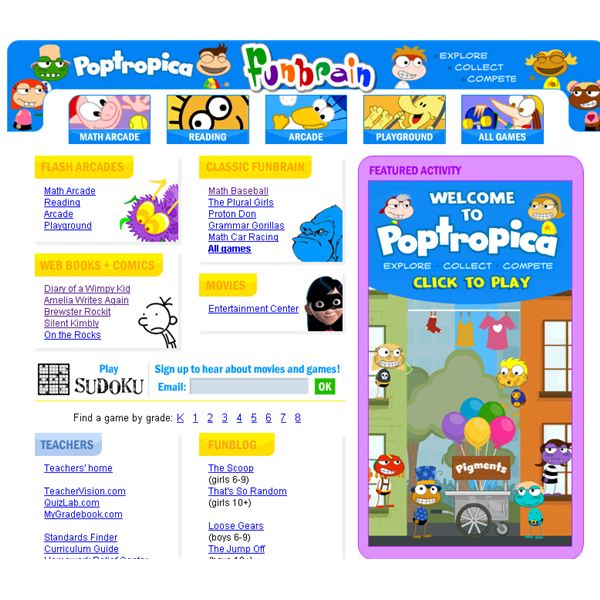 Poptropica
funbrain
EXPLORE
COLLECT
COMPETE
MATH ARCADE
READING
ARCADE
PLAYGROUND
ALL GAMES
FLASH ARCADES
Math Arcade
Reading
Arcade
Playground
CLASSIC FUNBRAIN
Math Baseball
The Plural Girls
Proton Don
Grammar Gorillas
Math Car Racing
All games
WEB BOOKS + COMICS
Diary of a Wimpy Kid
Amelia Writes Again
Brewster Rockit
Silent Kimbly
On the Rocks
MOVIES
Entertainment Center
FEATURED ACTIVITY
WELCOME
TO
Poptropica
EXPLORE COLLECT COMPETE
CLICK TO PLAY
Pigments
Play
SUDOKU
Sign up to hear about movies and games!
Email: OK
Find a game by grade: K 1 2 3 4 5 6 7 8
TEACHERS
Teachers' home
TeacherVision.com
QuizLab.com
MyGradebook.com
Standards Finder
Curriculum Guide
Homework Relief Center
FUNBLOG
The Scoop
(girls 6-9)
That's So Random
(girls 10+)
Loose Gears
(boys 6-9)
The Jump Off
(boys 10+)